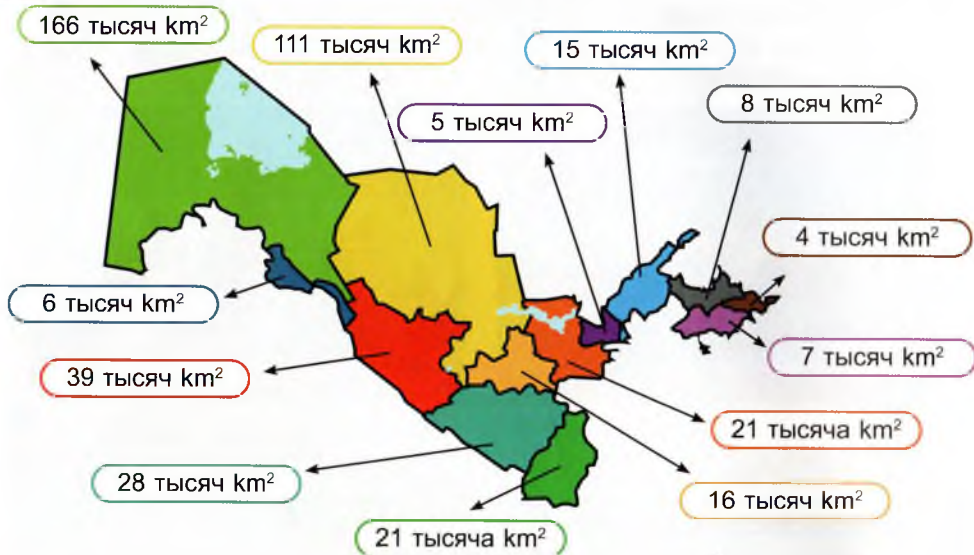 166 тысяч km²
111 тысяч km²
15 тысяч km²
5 тысяч km²
8 тысяч km²
4 тысяч km²
6 тысяч km²
7 тысяч km²
39 тысяч km²
21 тысяча km²
28 тысяч km²
16 тысяч km²
21 тысяча km²